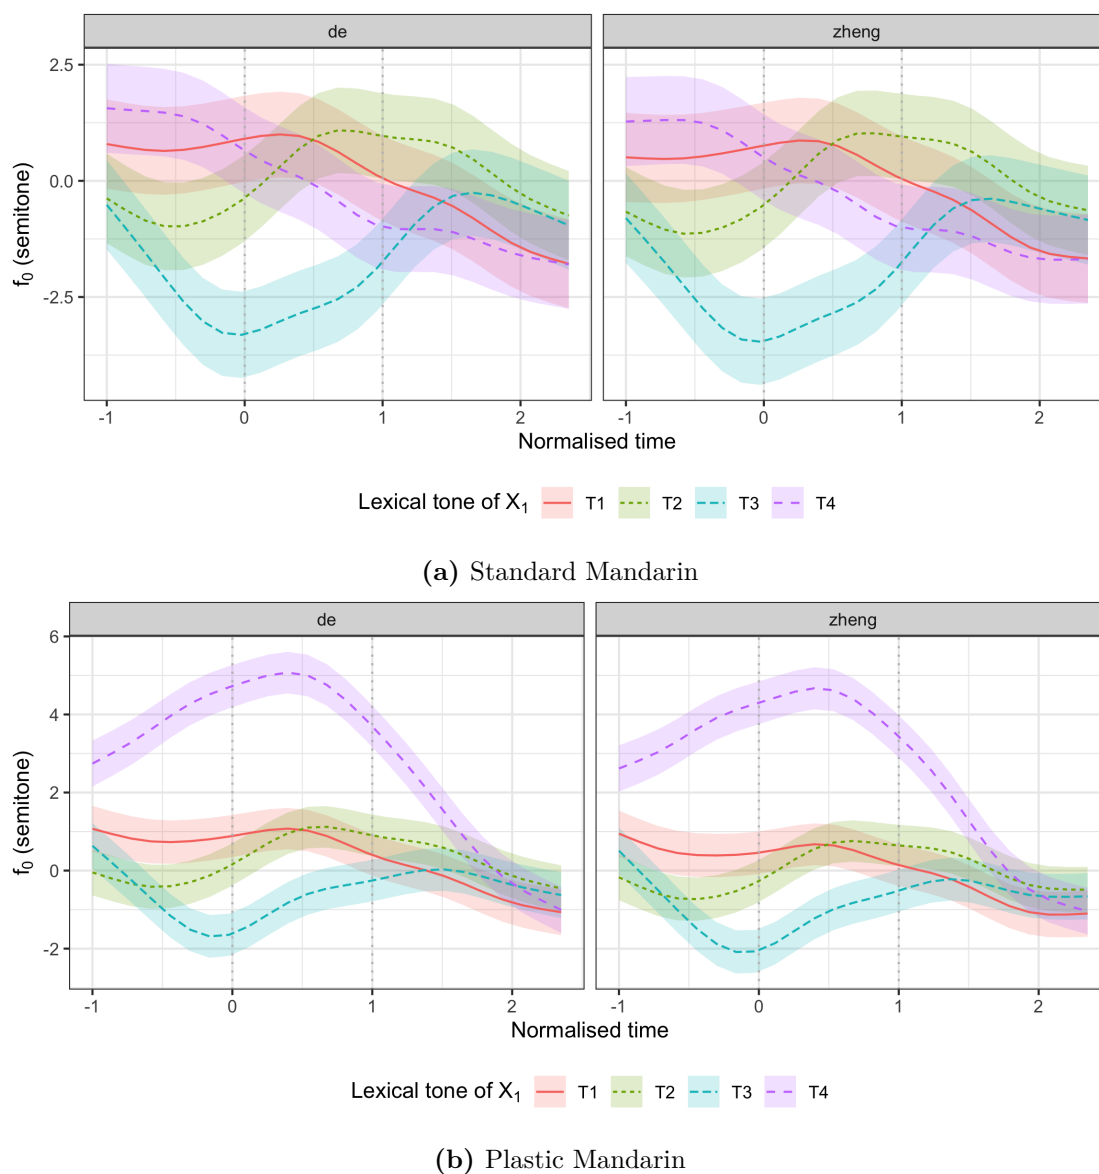 de zheng
2.5
0.0
-2.5
f0 (semitone)
-1 0 1 2 -1 0 1 2
Normalised time
Lexical tone of X1 T1 T2 T3 T4
(a) Standard Mandarin
de zheng
6
4
2
0
-2
f0 (semitone)
-1 0 1 2 -1 0 1 2
Normalised time
Lexical tone of X1 T1 T2 T3 T4
(b) Plastic Mandarin